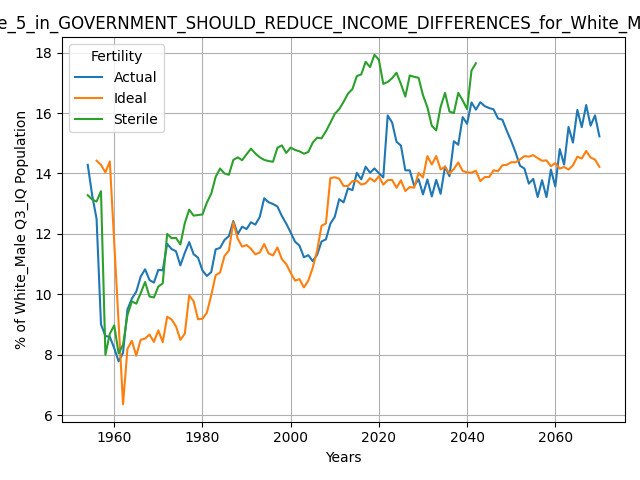 e_5_in_GOVERNMENT_SHOULD_REDUCE_INCOME_DIFFERENCES_for_White_M
Fertility
Actual
Ideal
Sterile
% of White_Male Q3_IQ Population
18
16
14
12
10
8
6
1960
1980
2000
2020
2040
2060
Years